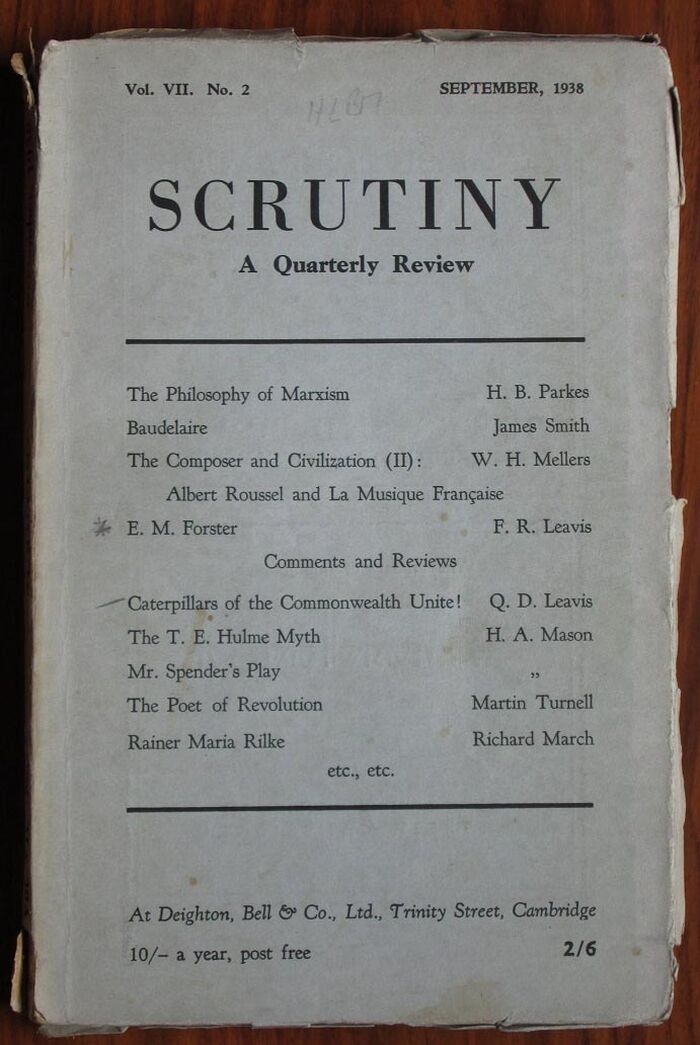 Vol. VII. No. 2 SEPTEMBER, 1938
SCRUTINY
A Quarterly Review
The Philosophy of Marxism H. B. Parkes
Baudelaire James Smith
The Composer and Civilization (II): W. H. Mellers
Albert Roussel and La Musique Française
* E. M. Forster F. R. Leavis
Comments and Reviews
Caterpillars of the Commonwealth Unite! Q. D. Leavis
The T. E. Hulme Myth H. A. Mason
Mr. Spender's Play „
The Poet of Revolution Martin Turnell
Rainer Maria Rilke Richard March
etc., etc.
At Deighton, Bell & Co., Ltd., Trinity Street, Cambridge
10/– a year, post free 2/6